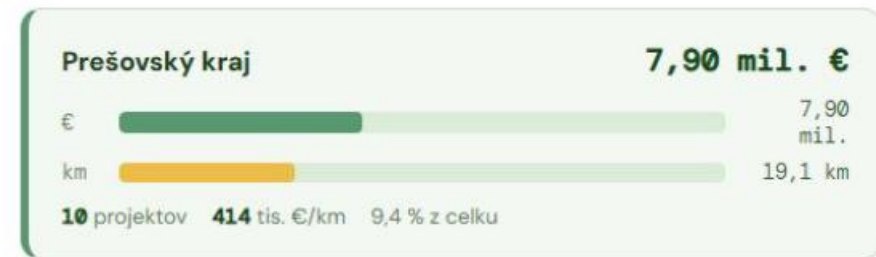 Prešovský kraj 7,90 mil. €
€ 7,90
mil.
km 19,1 km
10 projektov 414 tis. €/km 9,4 % z celku